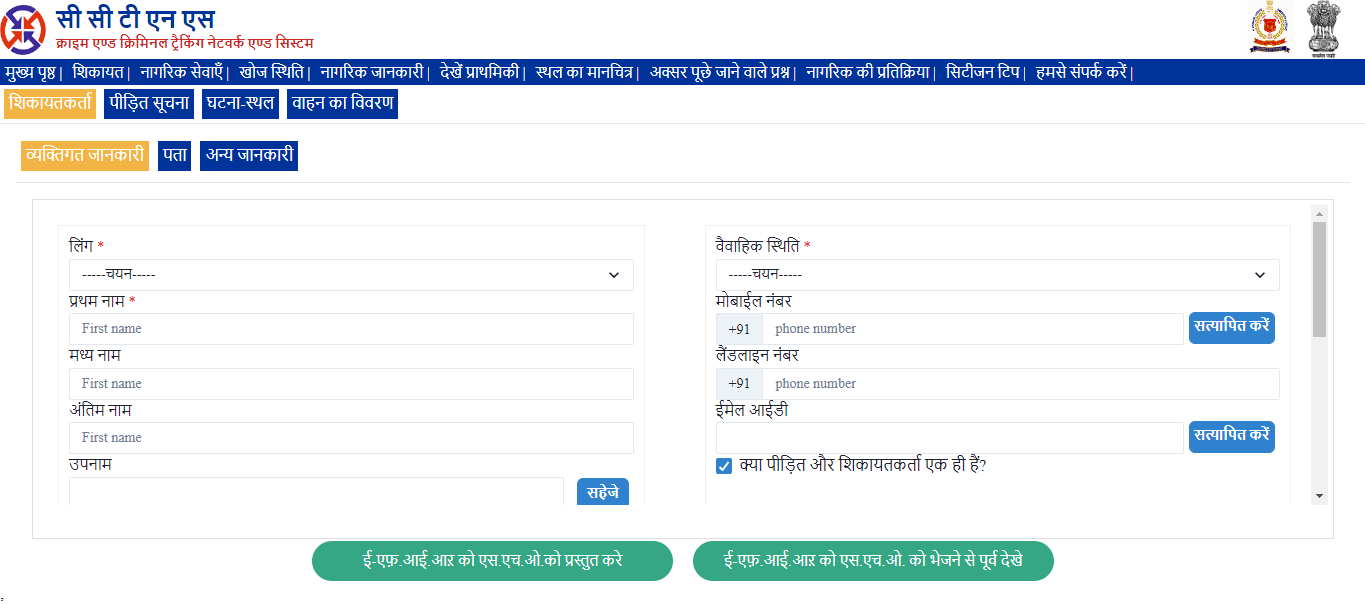 सी सी टी एन एस
क्राइम एण्ड क्रिमिनल ट्रैकिंग नेटवर्क एण्ड सिस्टम
मुख्य पृष्ठ | शिकायत | नागरिक सेवाएँ | खोज स्थिति | नागरिक जानकारी | देखें प्राथमिकी | स्थल का मानचित्र | अक्सर पूछे जाने वाले प्रश्न | नागरिक की प्रतिक्रिया | सिटीजन टिप | हमसे संपर्क करें |
शिकायतकर्ता पीड़ित सूचना घटना-स्थल वाहन का विवरण
व्यक्तिगत जानकारी पता अन्य जानकारी
लिंग *
-----चयन-----
प्रथम नाम *
First name
मध्य नाम
First name
अंतिम नाम
First name
उपनाम
सहेजे
वैवाहिक स्थिति *
-----चयन-----
मोबाईल नंबर
+91 phone number सत्यापित करें
लैंडलाइन नंबर
+91 phone number
ईमेल आईडी
सत्यापित करें
क्या पीड़ित और शिकायतकर्ता एक ही हैं?
ई-एफ़.आई.आर को एस.एच.ओ.को प्रस्तुत करे ई-एफ़.आई.आर को एस.एच.ओ. को भेजने से पूर्व देखे